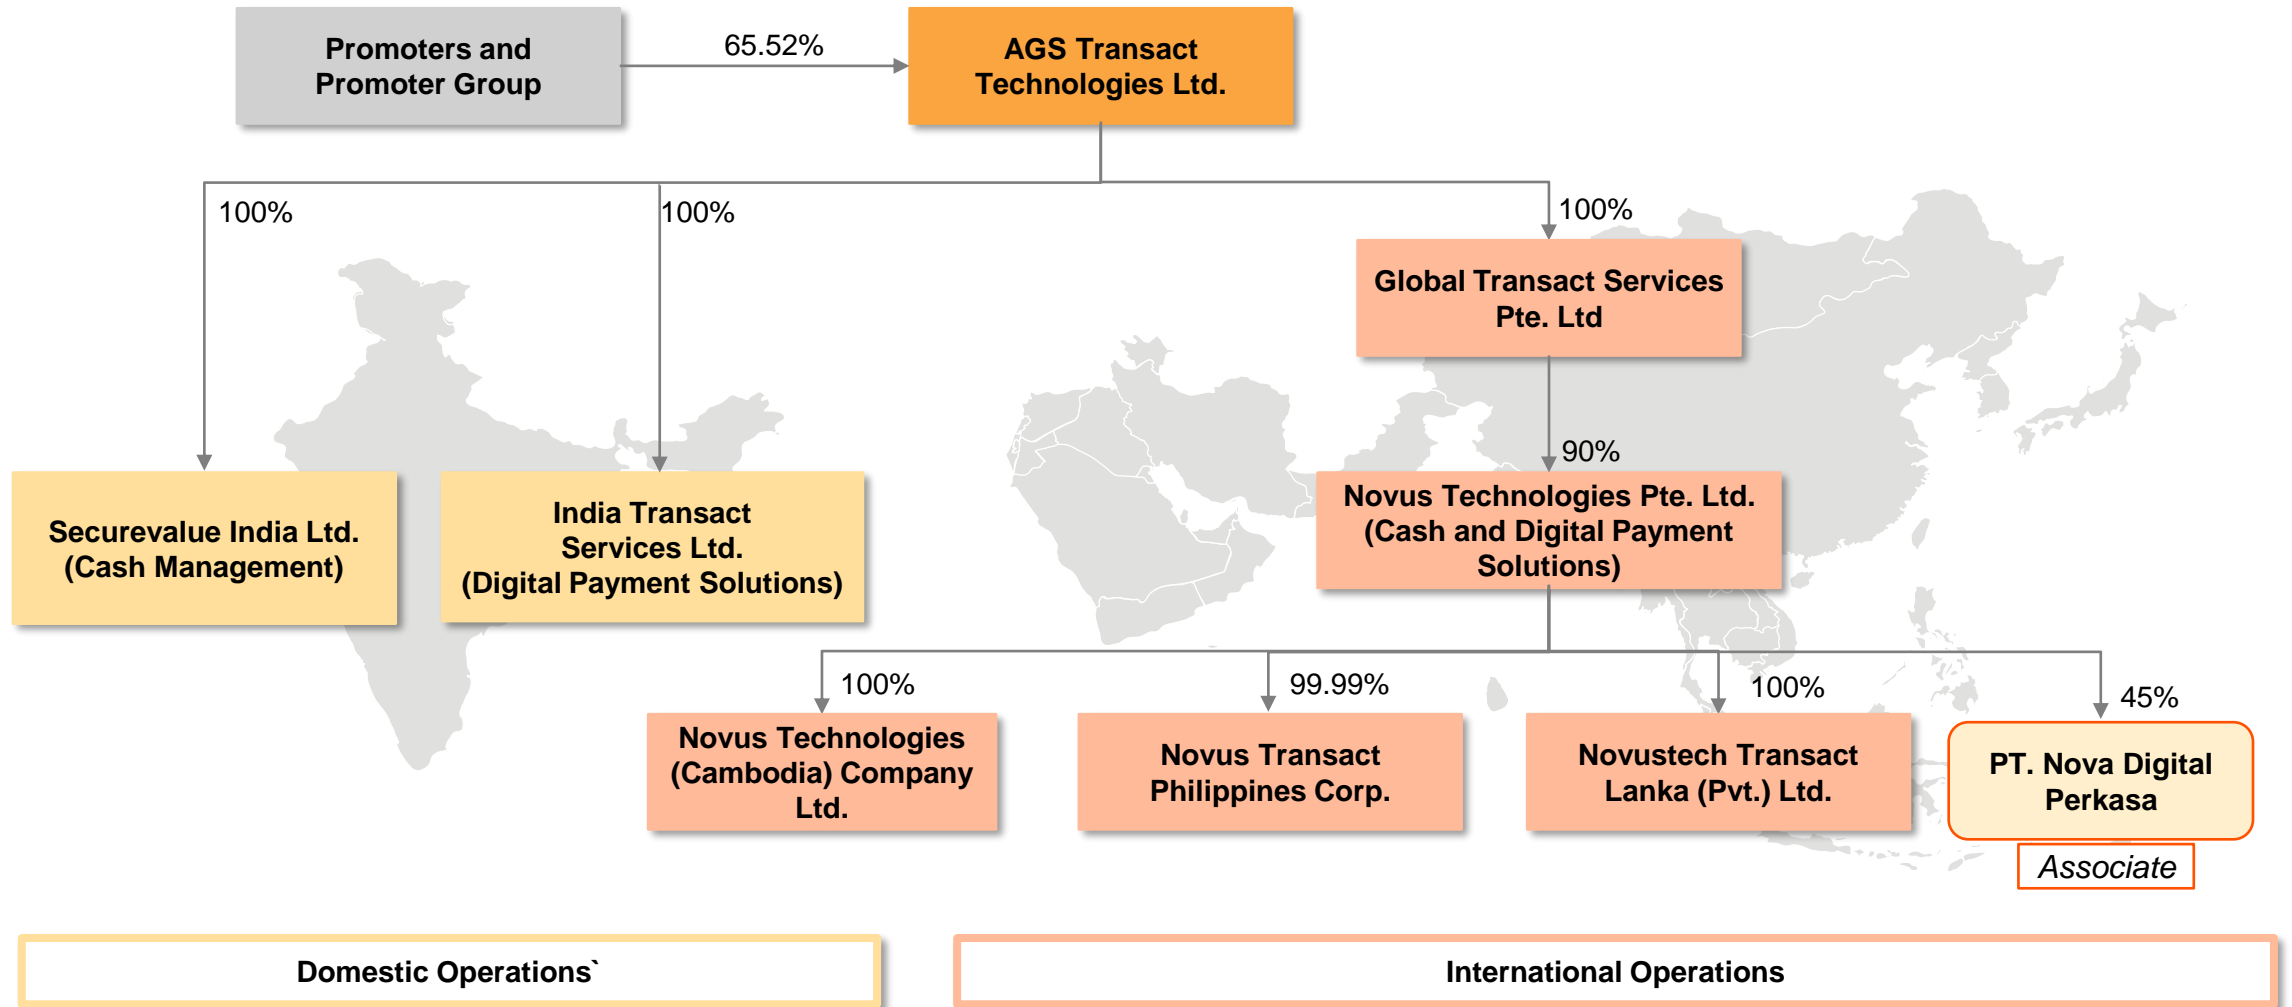 Promoters and
Promoter Group
65.52%
AGS Transact
Technologies Ltd.
100%
100%
100%
Global Transact Services
Pte. Ltd
90%
Securevalue India Ltd.
(Cash Management)
India Transact
Services Ltd.
(Digital Payment Solutions)
Novus Technologies Pte. Ltd.
(Cash and Digital Payment
Solutions)
100%
99.99%
100%
45%
Novus Technologies
(Cambodia) Company
Ltd.
Novus Transact
Philippines Corp.
Novustech Transact
Lanka (Pvt.) Ltd.
PT. Nova Digital
Perkasa
Associate
Domestic Operations`
International Operations